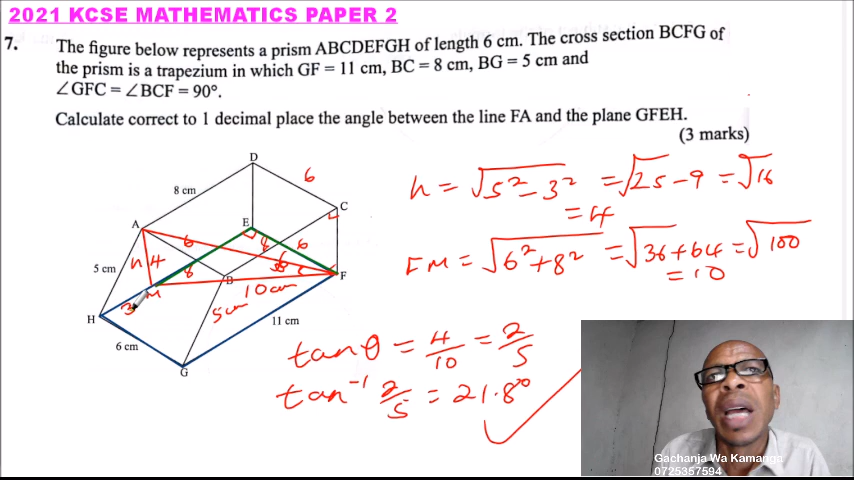 2021 KCSE MATHEMATICS PAPER 2
7. The figure below represents a prism ABCDEFGH of length 6 cm. The cross section BCFG of
the prism is a trapezium in which GF = 11 cm, BC = 8 cm, BG = 5 cm and
∠GFC = ∠BCF = 90°.
Calculate correct to 1 decimal place the angle between the line FA and the plane GFEH.
(3 marks)
D
6
8 cm
C
A
E
6
8
6
h 4
8
5 cm
B
F
M
10cm
3
5cm
H
11 cm
6 cm
G
h = √5² - 3² = √25 - 9 = √16
= 4
FM = √6² + 8² = √36 + 64 = √100
= 10
tan θ = 4/10 = 2/5
tan⁻¹ 2/5 = 21.8°
Gachanja Wa Kamanga
0725357594